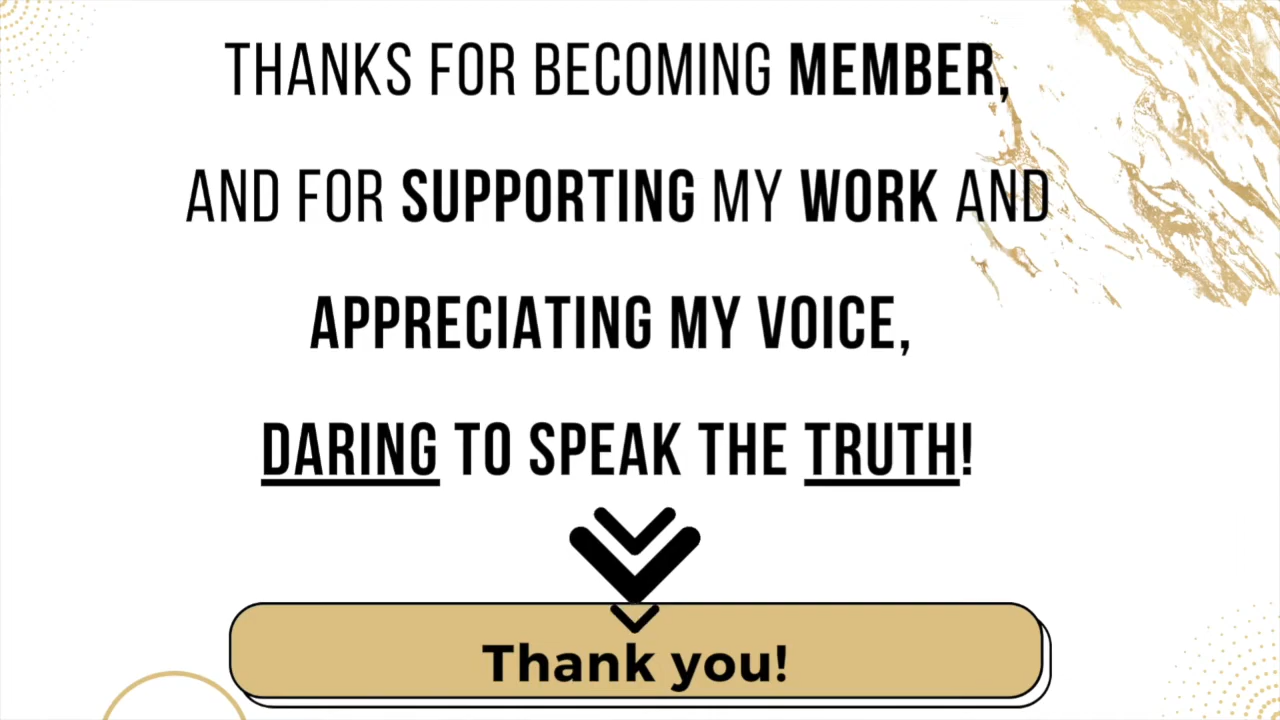 THANKS FOR BECOMING MEMBER,
AND FOR SUPPORTING MY WORK AND
APPRECIATING MY VOICE,
DARING TO SPEAK THE TRUTH!
Thank you!